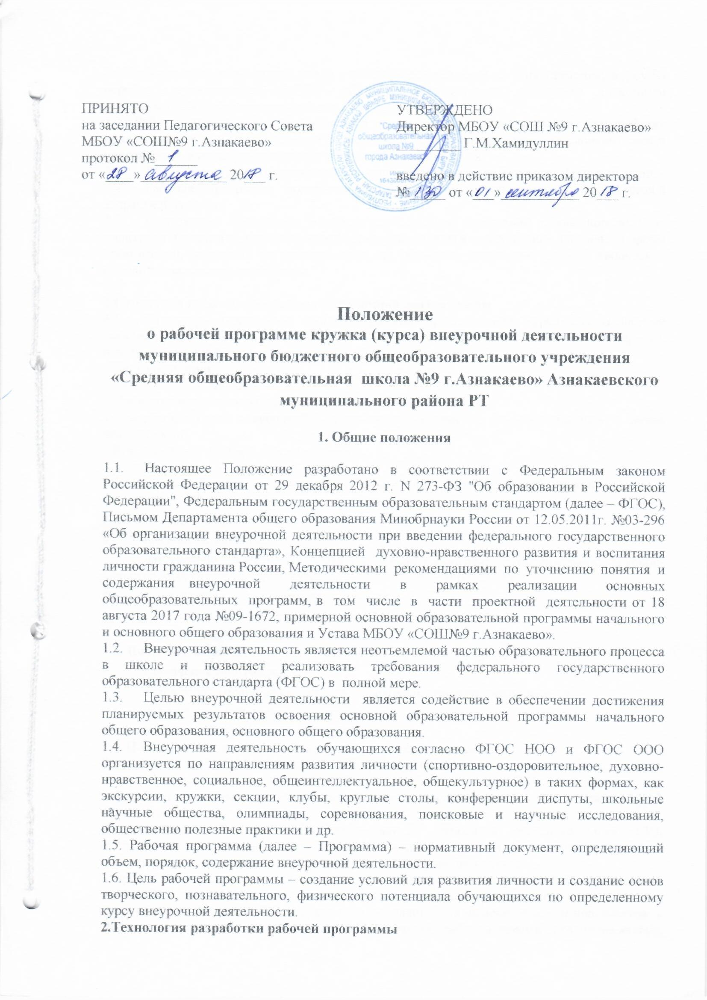 ПРИНЯТО
на заседании Педагогического Совета
МБОУ «СОШ№9 г.Азнакаево»
протокол № 1
от «28» августа 2018 г.
УТВЕРЖДЕНО
Директор МБОУ «СОШ №9 г.Азнакаево»
_________ Г.М.Хамидуллин
введено в действие приказом директора
№ 130 от «01» сентября 2018 г.
"Средняя
общеобразовательная
школа №9
города Азнакаево"
Положение
о рабочей программе кружка (курса) внеурочной деятельности
муниципального бюджетного общеобразовательного учреждения
«Средняя общеобразовательная школа №9 г.Азнакаево» Азнакаевского
муниципального района РТ
1. Общие положения
1.1. Настоящее Положение разработано в соответствии с Федеральным законом
Российской Федерации от 29 декабря 2012 г. N 273-ФЗ "Об образовании в Российской
Федерации", Федеральным государственным образовательным стандартом (далее – ФГОС),
Письмом Департамента общего образования Минобрнауки России от 12.05.2011г. №03-296
«Об организации внеурочной деятельности при введении федерального государственного
образовательного стандарта», Концепцией духовно-нравственного развития и воспитания
личности гражданина России, Методическими рекомендациями по уточнению понятия и
содержания внеурочной деятельности в рамках реализации основных
общеобразовательных программ, в том числе в части проектной деятельности от 18
августа 2017 года №09-1672, примерной основной образовательной программы начального
и основного общего образования и Устава МБОУ «СОШ№9 г.Азнакаево».
1.2. Внеурочная деятельность является неотъемлемой частью образовательного процесса
в школе и позволяет реализовать требования федерального государственного
образовательного стандарта (ФГОС) в полной мере.
1.3. Целью внеурочной деятельности является содействие в обеспечении достижения
планируемых результатов освоения основной образовательной программы начального
общего образования, основного общего образования.
1.4. Внеурочная деятельность обучающихся согласно ФГОС НОО и ФГОС ООО
организуется по направлениям развития личности (спортивно-оздоровительное, духовно-
нравственное, социальное, общеинтеллектуальное, общекультурное) в таких формах, как
экскурсии, кружки, секции, клубы, круглые столы, конференции диспуты, школьные
научные общества, олимпиады, соревнования, поисковые и научные исследования,
общественно полезные практики и др.
1.5. Рабочая программа (далее – Программа) – нормативный документ, определяющий
объем, порядок, содержание внеурочной деятельности.
1.6. Цель рабочей программы – создание условий для развития личности и создание основ
творческого, познавательного, физического потенциала обучающихся по определенному
курсу внеурочной деятельности.
2.Технология разработки рабочей программы